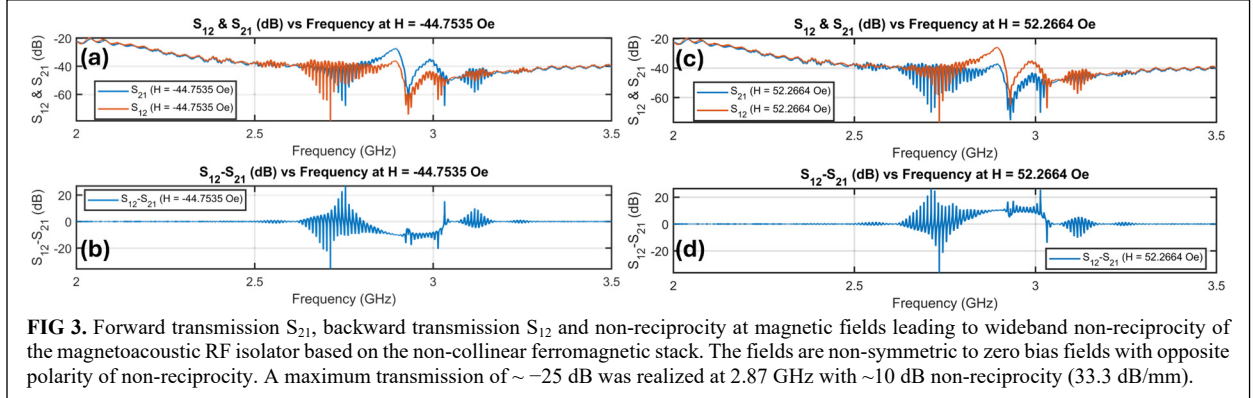 S12 & S21 (dB) vs Frequency at H = -44.7535 Oe
S12 & S21 (dB)
-20
-40
-60
(a)
S21 (H = -44.7535 Oe)
S12 (H = -44.7535 Oe)
2
2.5
3
3.5
Frequency (GHz)
S12 & S21 (dB) vs Frequency at H = 52.2664 Oe
S12 & S21 (dB)
-20
-40
-60
(c)
S21 (H = 52.2664 Oe)
S12 (H = 52.2664 Oe)
2
2.5
3
3.5
Frequency (GHz)
S12-S21 (dB) vs Frequency at H = -44.7535 Oe
S12-S21 (dB)
20
0
-20
(b)
S12-S21 (H = -44.7535 Oe)
2
2.5
3
3.5
Frequency (GHz)
S12-S21 (dB) vs Frequency at H = 52.2664 Oe
S12-S21 (dB)
20
0
-20
(d)
S12-S21 (H = 52.2664 Oe)
2
2.5
3
3.5
Frequency (GHz)
FIG 3. Forward transmission S21, backward transmission S12 and non-reciprocity at magnetic fields leading to wideband non-reciprocity of
the magnetoacoustic RF isolator based on the non-collinear ferromagnetic stack. The fields are non-symmetric to zero bias fields with opposite
polarity of non-reciprocity. A maximum transmission of ~ −25 dB was realized at 2.87 GHz with ~10 dB non-reciprocity (33.3 dB/mm).